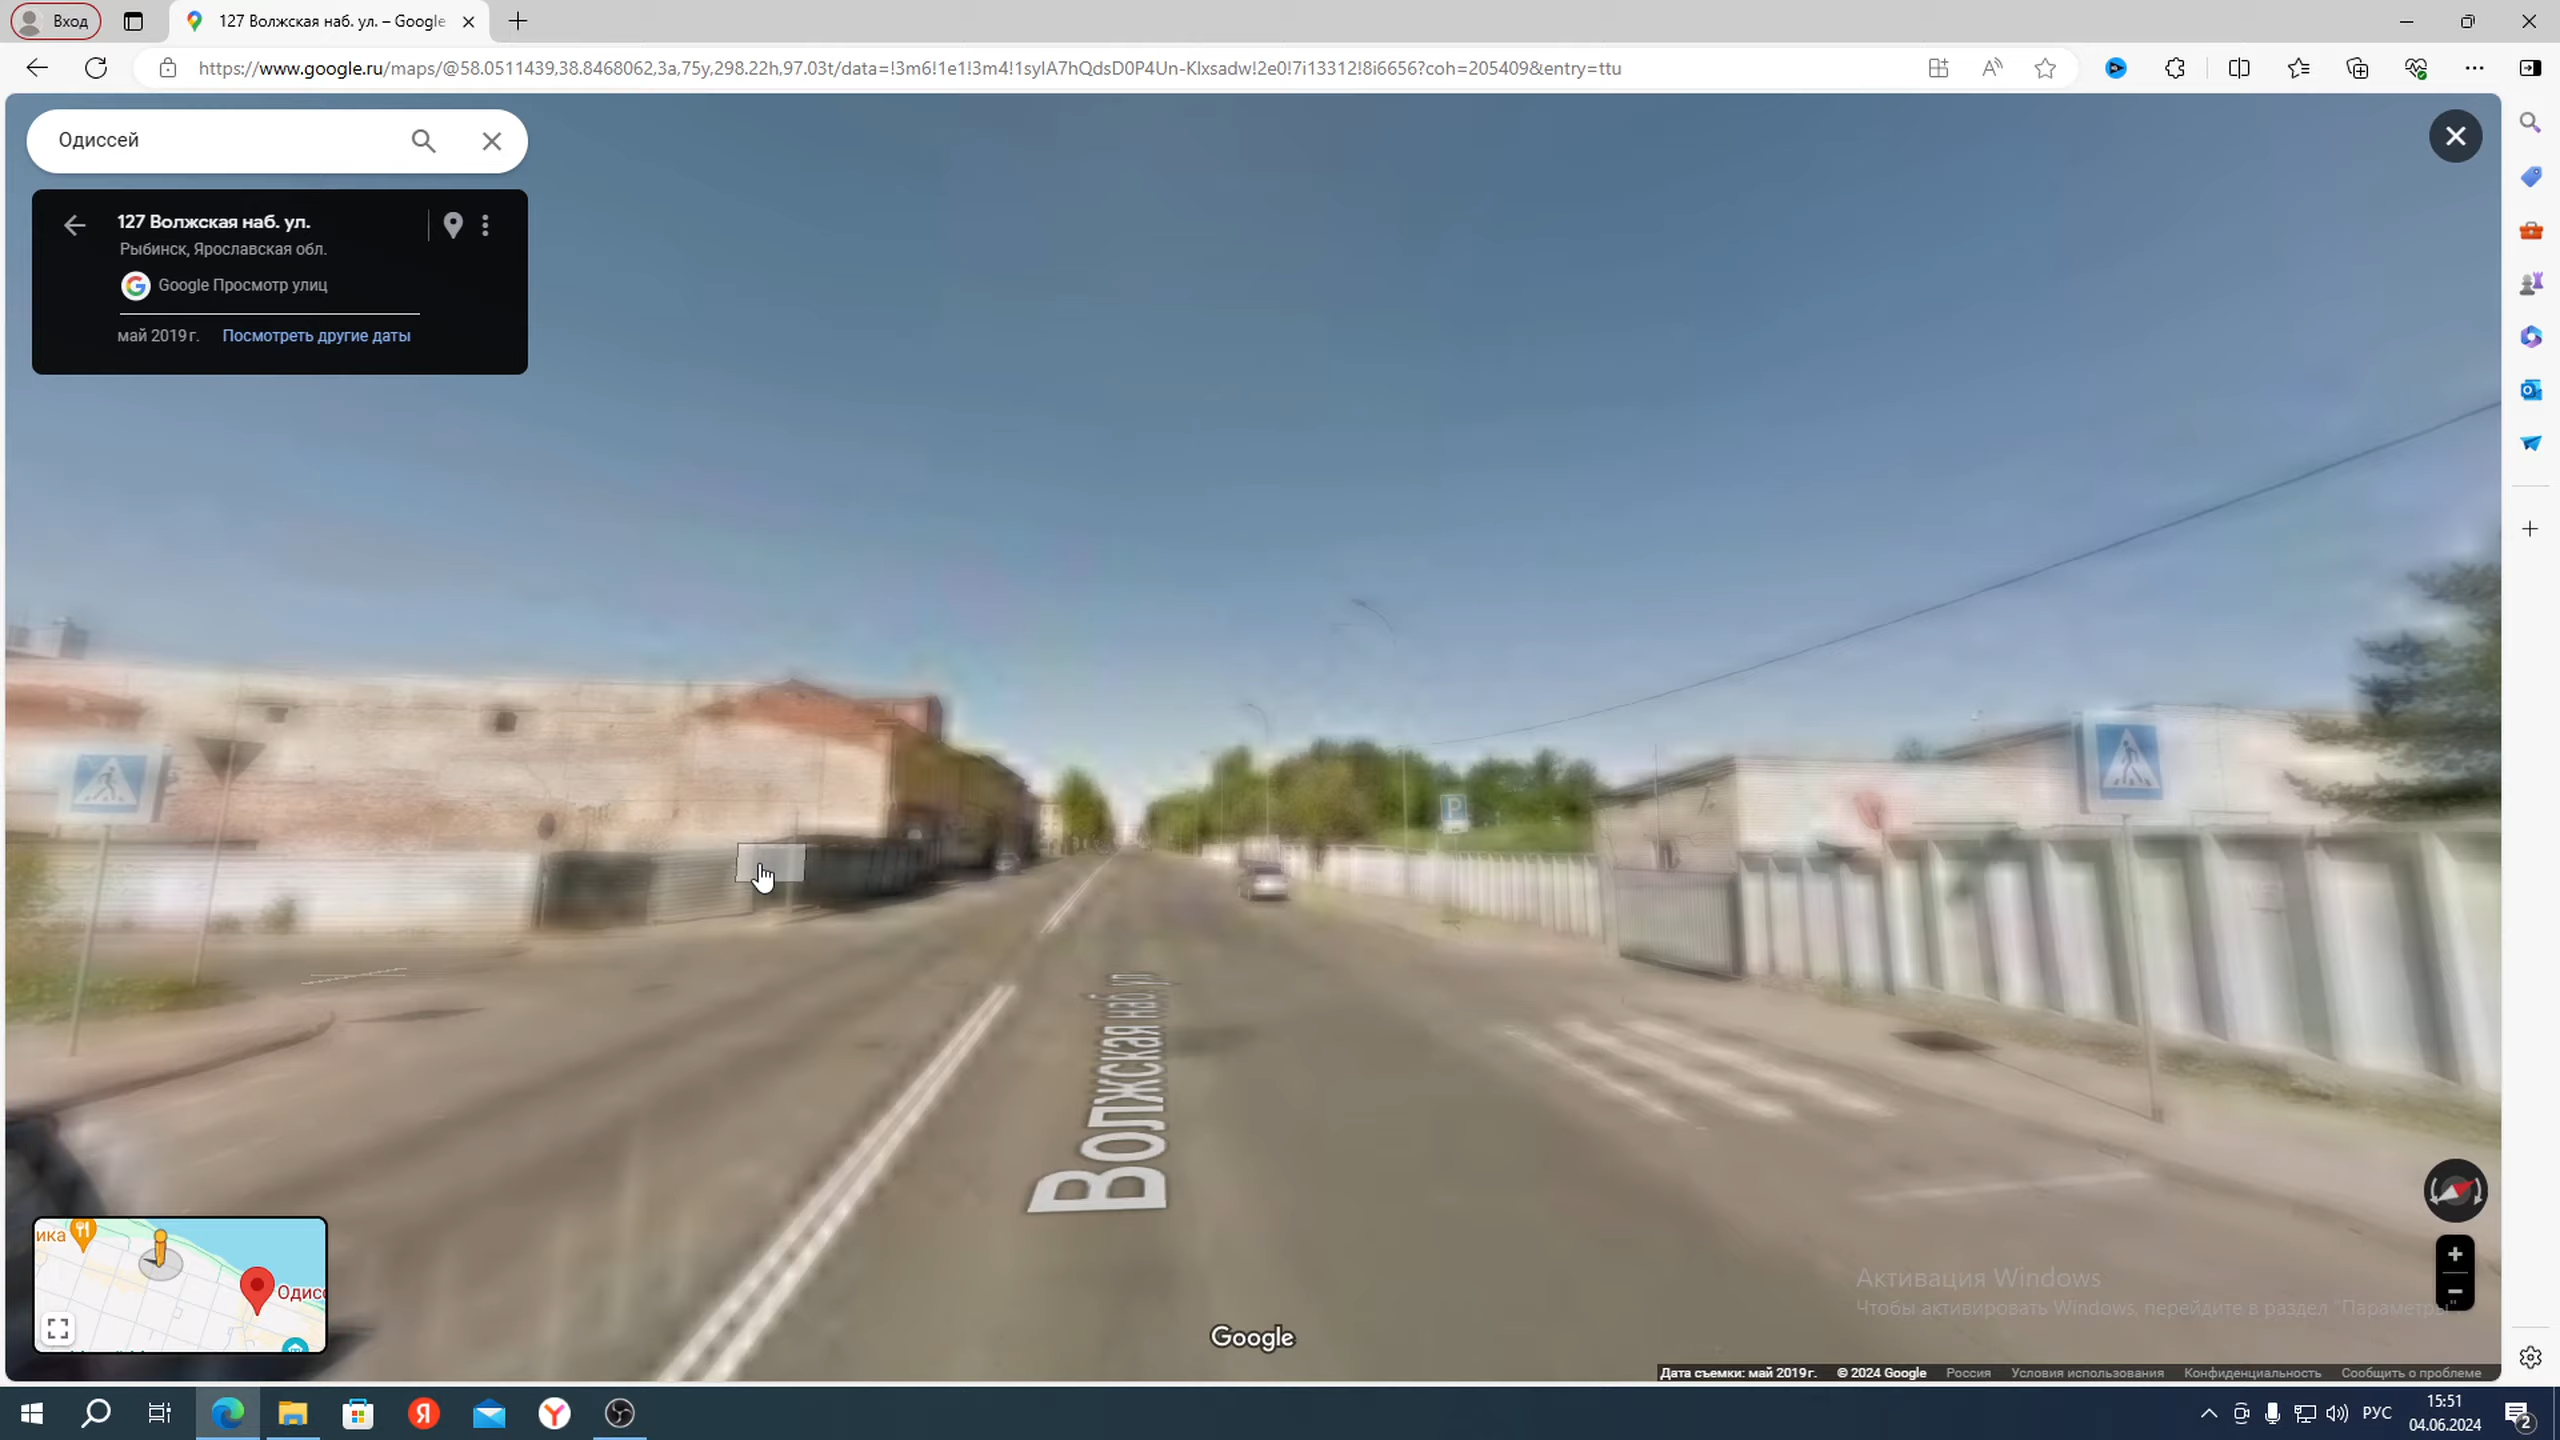 Вход
127 Волжская наб. ул. – Google
https://www.google.ru/maps/@58.0511439,38.8468062,3a,75y,298.22h,97.03t/data=!3m6!1e1!3m4!1sylA7hQdsD0P4Un-Klxsadw!2e0!7i13312!8i6656?coh=205409&entry=ttu
Одиссей
127 Волжская наб. ул.
Рыбинск, Ярославская обл.
Google Просмотр улиц
май 2019 г. Посмотреть другие даты
P
Волжская наб. ул
ика
Одисс
Активация Windows
Чтобы активировать Windows, перейдите в раздел "Параметры"
Google
Дата съемки: май 2019 г. © 2024 Google Россия Условия использования Конфиденциальность Сообщить о проблеме
РУС
15:51
04.06.2024
2